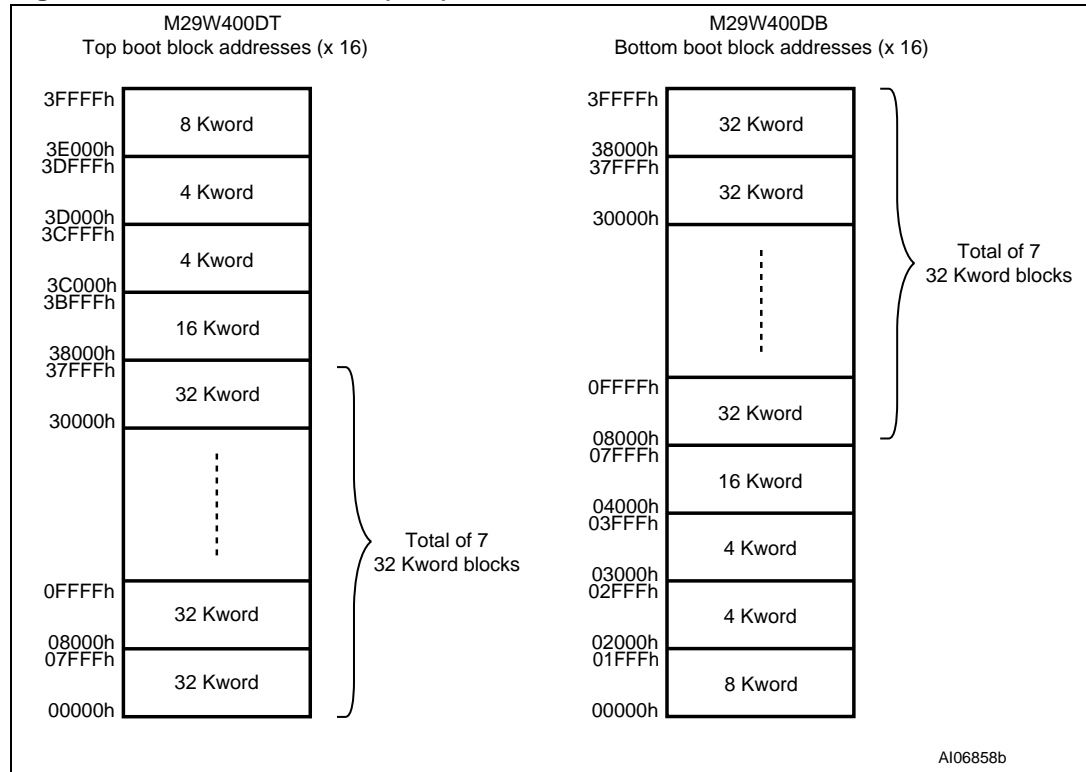 M29W400DT
Top boot block addresses (x 16)
3FFFFh
8 Kword
3E000h
3DFFFh
4 Kword
3D000h
3CFFFh
4 Kword
3C000h
3BFFFh
16 Kword
38000h
37FFFh
32 Kword
30000h
Total of 7
32 Kword blocks
0FFFFh
32 Kword
08000h
07FFFh
32 Kword
00000h
M29W400DB
Bottom boot block addresses (x 16)
3FFFFh
32 Kword
38000h
37FFFh
32 Kword
30000h
Total of 7
32 Kword blocks
0FFFFh
32 Kword
08000h
07FFFh
16 Kword
04000h
03FFFh
4 Kword
03000h
02FFFh
4 Kword
02000h
01FFFh
8 Kword
00000h
AI06858b